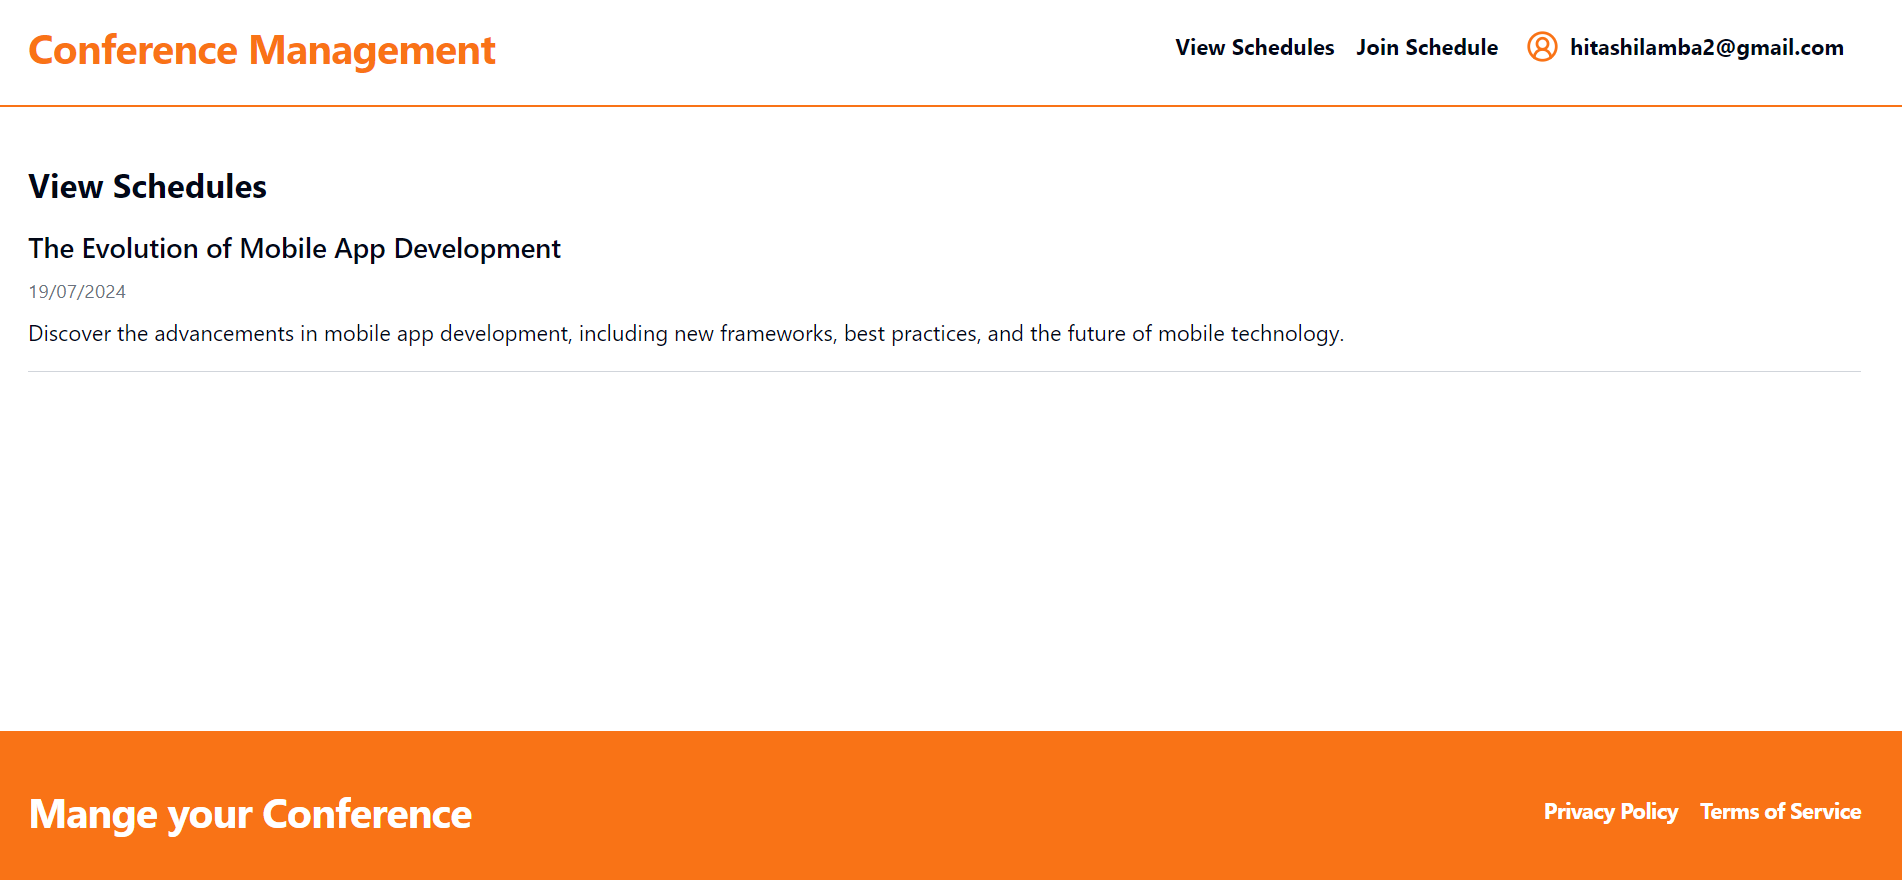 Conference Management
View Schedules
Join Schedule
hitashilamba2@gmail.com
View Schedules
The Evolution of Mobile App Development
19/07/2024
Discover the advancements in mobile app development, including new frameworks, best practices, and the future of mobile technology.
Mange your Conference
Privacy Policy
Terms of Service